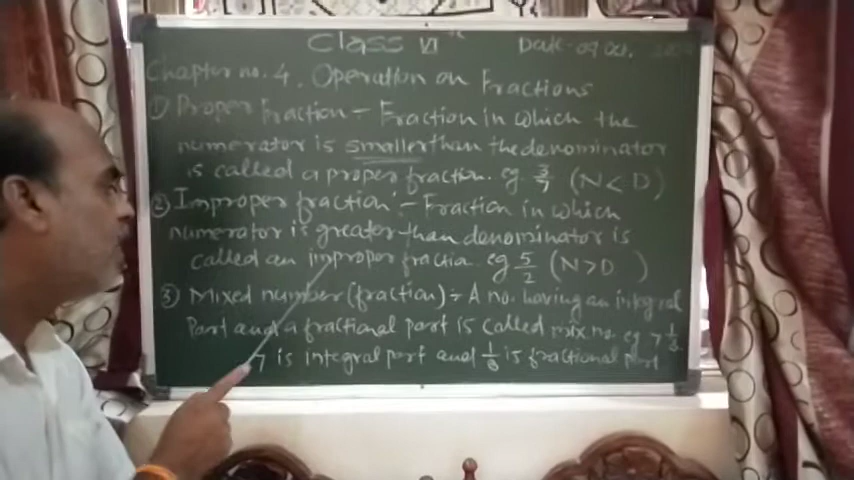 Class VI th
Date - 09
Chapter no. 4. Operation on Fractions
① Proper Fraction - Fraction in which the
numerator is smaller than the denominator
is called a proper fraction. eg. 3/7 (N < D)
② Improper fraction :- Fraction in which
numerator is greater than denominator is
called an improper fractio eg 5/2 (N > D )
③ Mixed number (fraction) :- A no. having an integral
Part and a fractional part is called mix no. eg 7 1/8
7 is integral part and 1/8 is fractional part